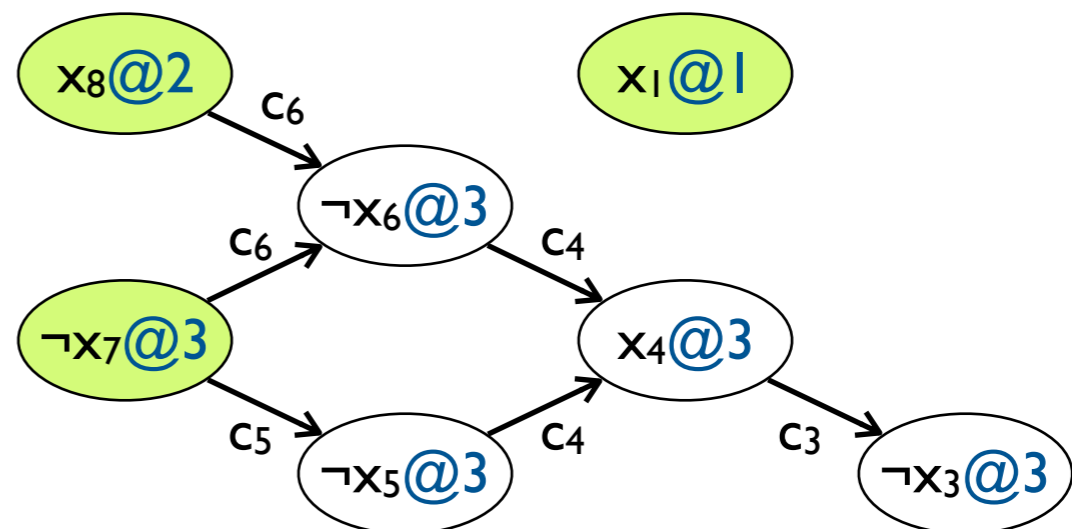 x₈@2
x₁@1
c₆
¬x₆@3
c₆
c₄
¬x₇@3
x₄@3
c₅
c₄
c₃
¬x₅@3
¬x₃@3